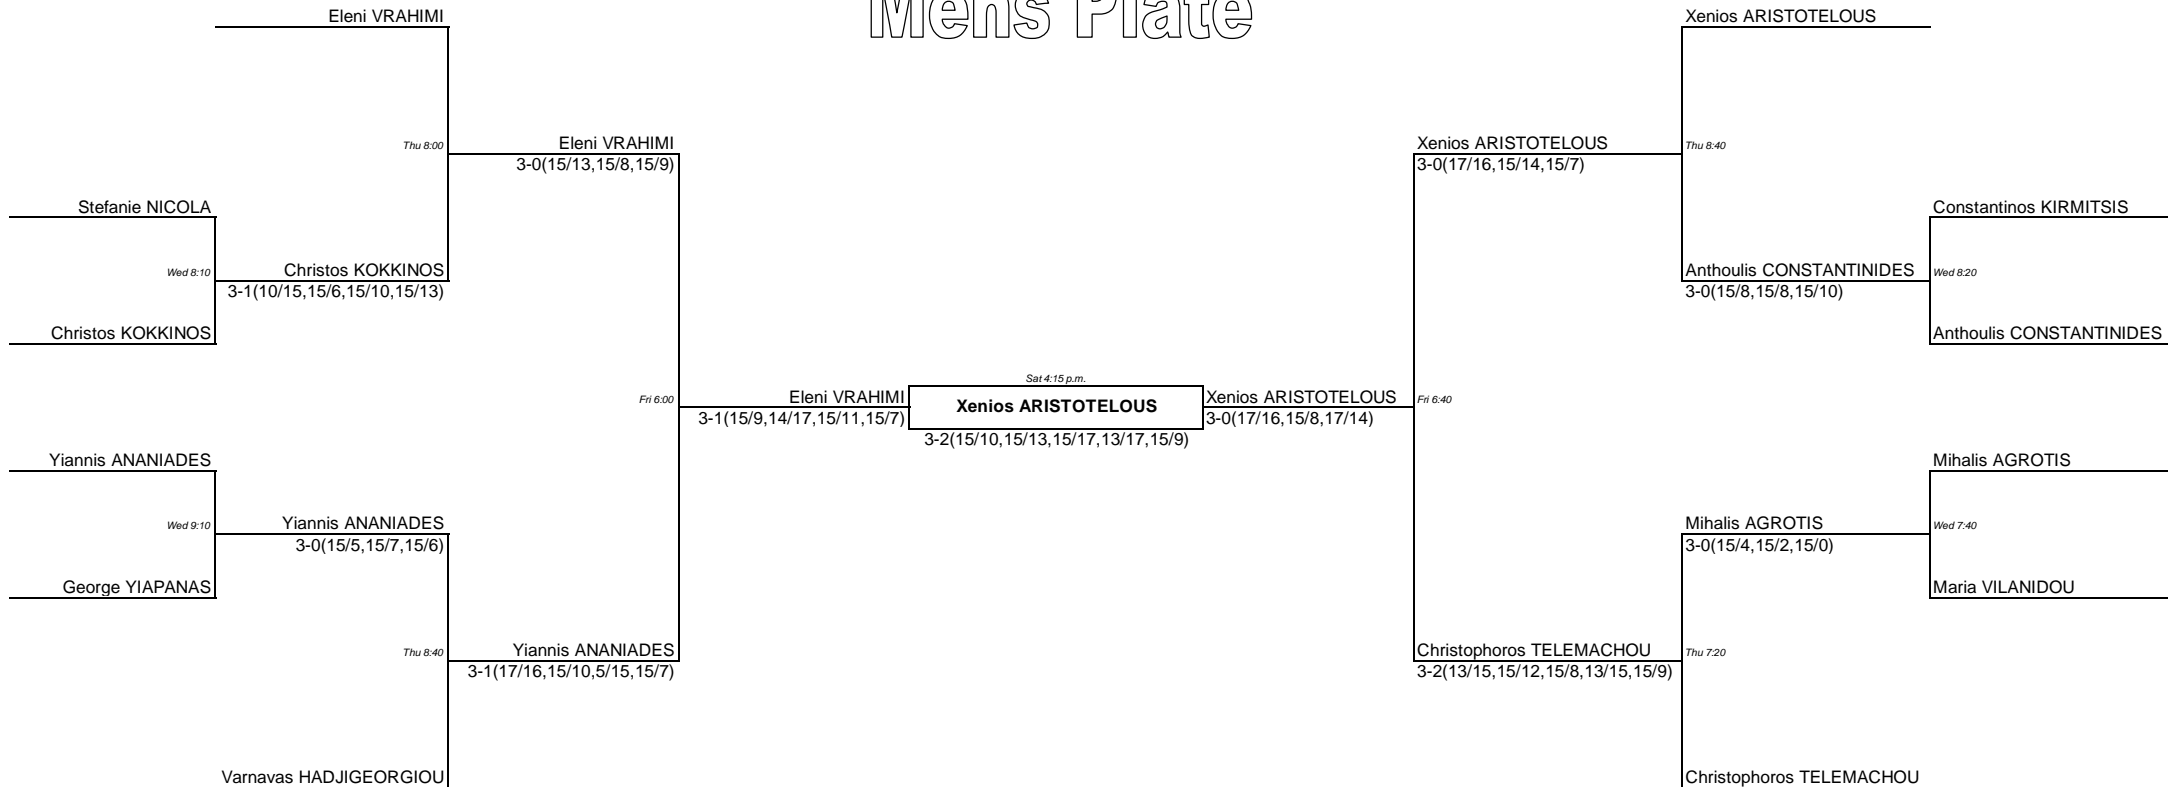 Mens Plate
Eleni VRAHIMI
Xenios ARISTOTELOUS
Thu 8:00
Eleni VRAHIMI
3-0(15/13,15/8,15/9)
Xenios ARISTOTELOUS
3-0(17/16,15/14,15/7)
Thu 8:40
Stefanie NICOLA
Constantinos KIRMITSIS
Wed 8:10
Christos KOKKINOS
3-1(10/15,15/6,15/10,15/13)
Anthoulis CONSTANTINIDES
3-0(15/8,15/8,15/10)
Wed 8:20
Christos KOKKINOS
Anthoulis CONSTANTINIDES
Sat 4:15 p.m.
Fri 6:00
Eleni VRAHIMI
3-1(15/9,14/17,15/11,15/7)
Xenios ARISTOTELOUS
3-2(15/10,15/13,15/17,13/17,15/9)
Xenios ARISTOTELOUS
3-0(17/16,15/8,17/14)
Fri 6:40
Yiannis ANANIADES
Mihalis AGROTIS
Wed 9:10
Yiannis ANANIADES
3-0(15/5,15/7,15/6)
Mihalis AGROTIS
3-0(15/4,15/2,15/0)
Wed 7:40
George YIAPANAS
Maria VILANIDOU
Thu 8:40
Yiannis ANANIADES
3-1(17/16,15/10,5/15,15/7)
Christophoros TELEMACHOU
3-2(13/15,15/12,15/8,13/15,15/9)
Thu 7:20
Varnavas HADJIGEORGIOU
Christophoros TELEMACHOU